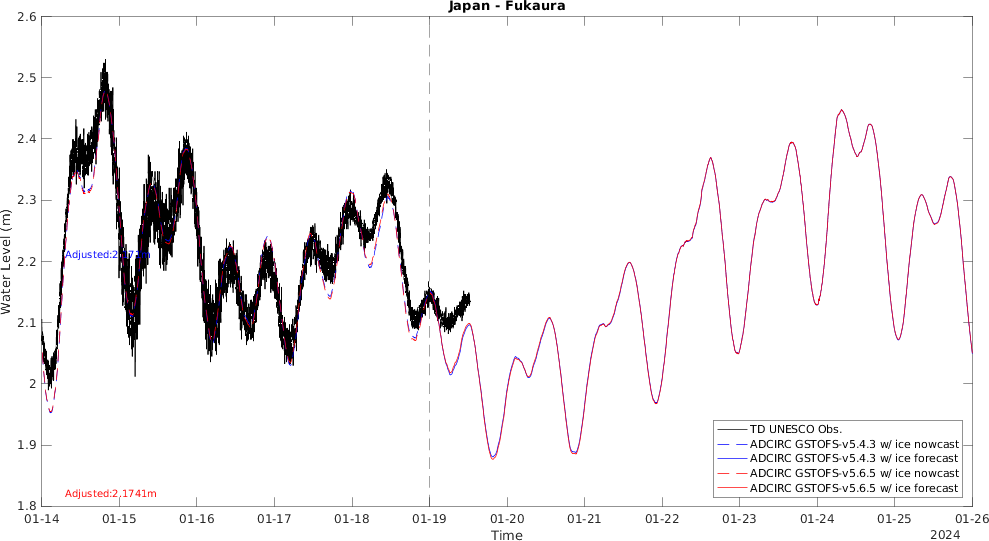 Japan - Fukaura
2.6
2.5
2.4
2.3
2.2
2.1
2
1.9
1.8
Water Level (m)
Adjusted:2.1741m
TD UNESCO Obs.
ADCIRC GSTOFS-v5.4.3 w/ ice nowcast
ADCIRC GSTOFS-v5.4.3 w/ ice forecast
ADCIRC GSTOFS-v5.6.5 w/ ice nowcast
ADCIRC GSTOFS-v5.6.5 w/ ice forecast
01-14 01-15 01-16 01-17 01-18 01-19 01-20 01-21 01-22 01-23 01-24 01-25 01-26
Time
2024